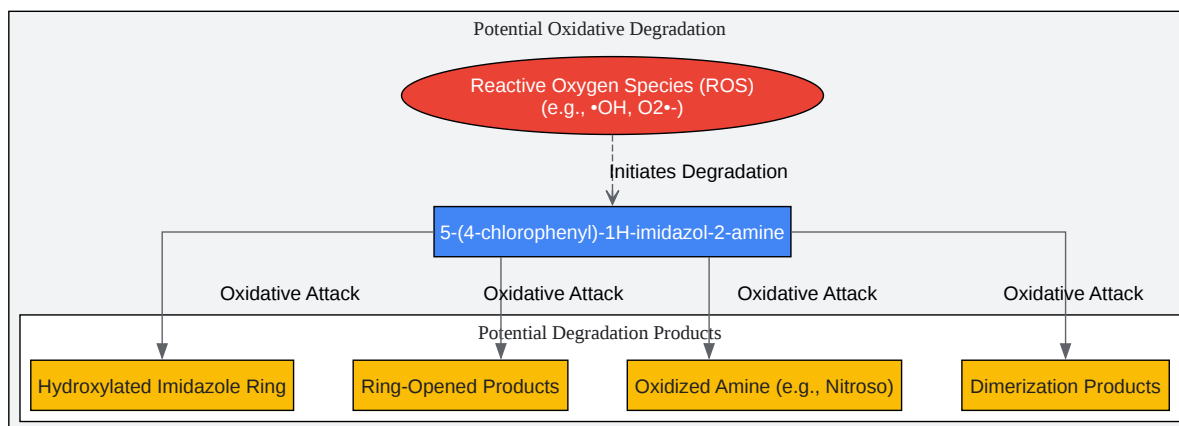 Potential Oxidative Degradation
Reactive Oxygen Species (ROS)
(e.g., •OH, O2•-)
Initiates Degradation
5-(4-chlorophenyl)-1H-imidazol-2-amine
Oxidative Attack
Oxidative Attack
Oxidative Attack
Oxidative Attack
Potential Degradation Products
Hydroxylated Imidazole Ring
Ring-Opened Products
Oxidized Amine (e.g., Nitroso)
Dimerization Products